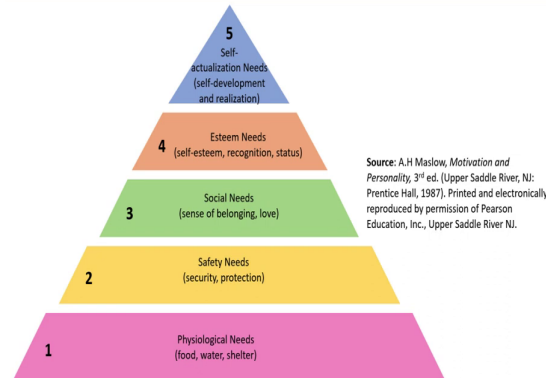 5
Self-
actualization Needs
(self-development
and realization)
4
Esteem Needs
(self-esteem, recognition, status)
3
Social Needs
(sense of belonging, love)
2
Safety Needs
(security, protection)
1
Physiological Needs
(food, water, shelter)
Source: A.H Maslow, Motivation and
Personality, 3rd ed. (Upper Saddle River, NJ:
Prentice Hall, 1987). Printed and electronically
reproduced by permission of Pearson
Education, Inc., Upper Saddle River NJ.